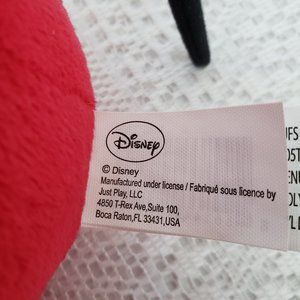 Disney
© Disney
Manufactured under license / Fabriqué sous licence by
Just Play, LLC
4850 T-Rex Ave,Suite 100,
Boca Raton,FL 33431,USA